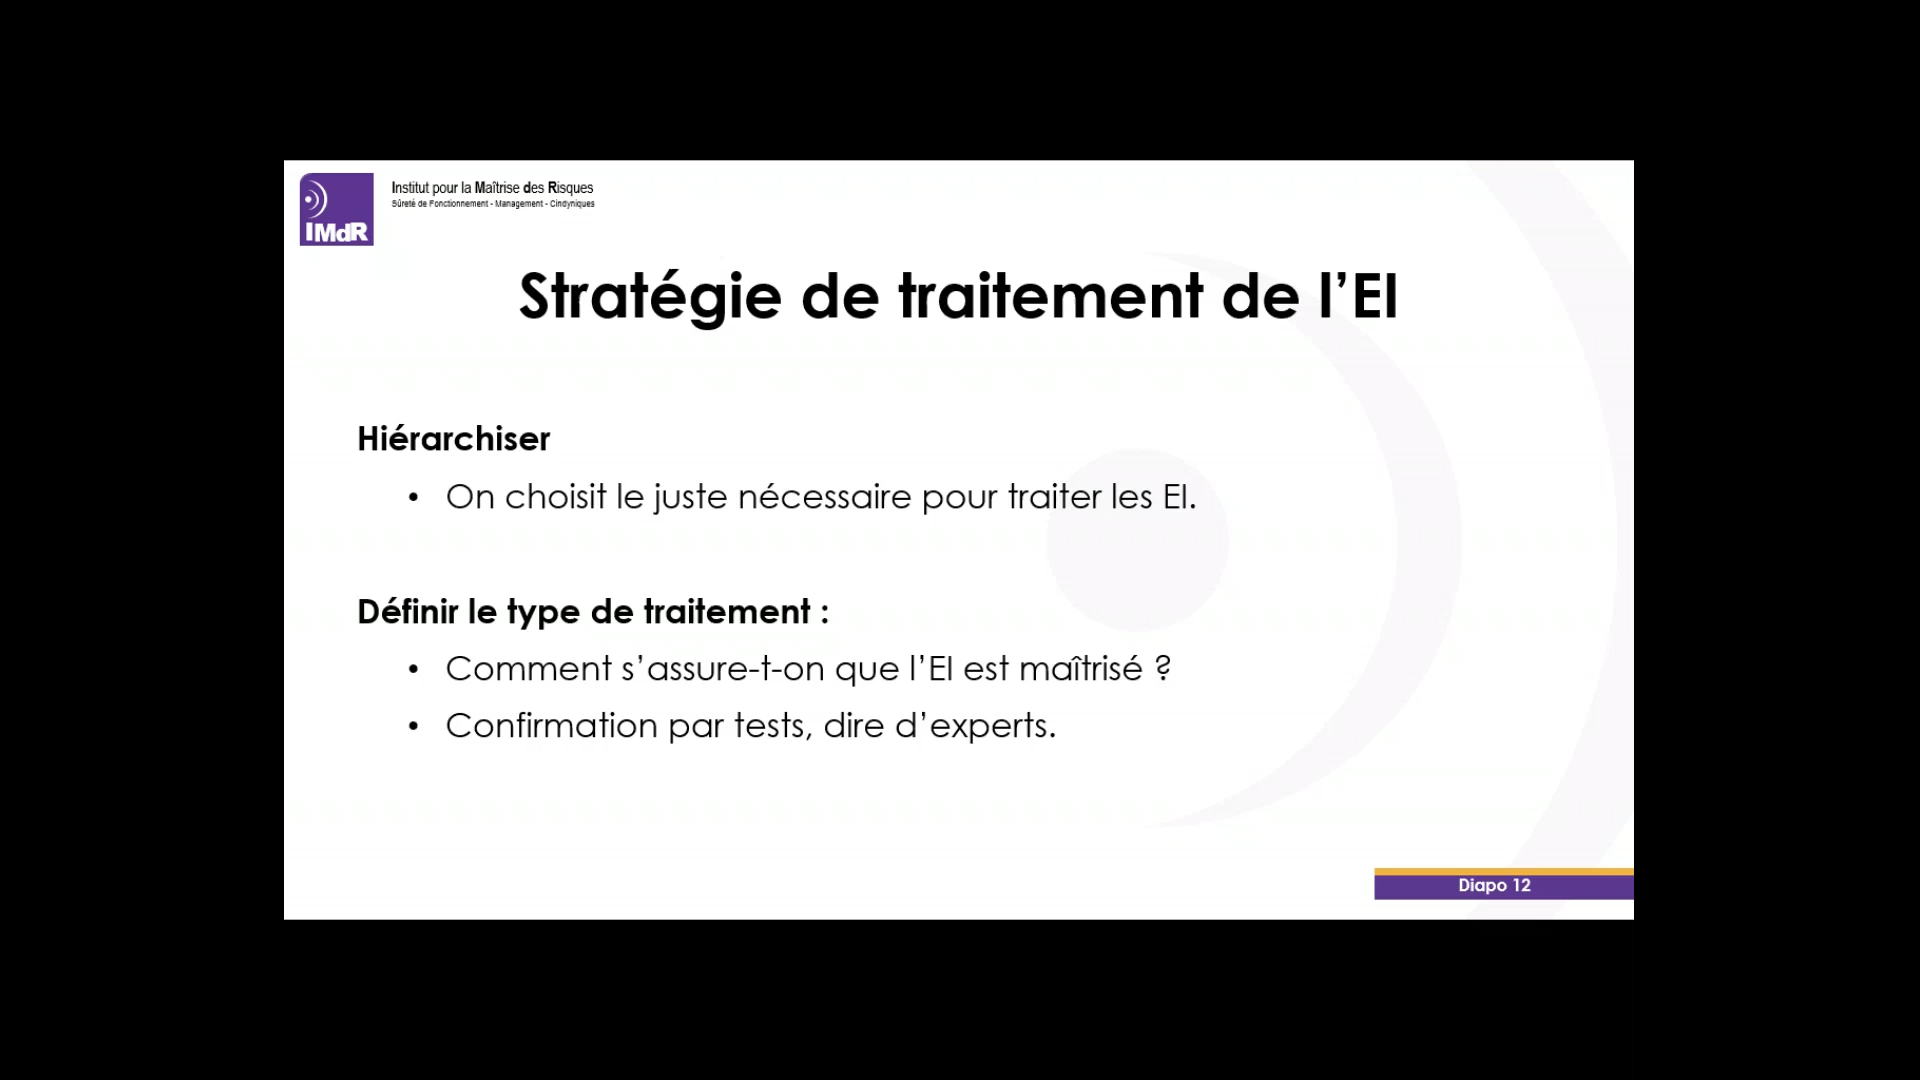 Institut pour la Maîtrise des Risques
Sûreté de Fonctionnement - Management - Cindyniques
IMdR
Stratégie de traitement de l’EI
Hiérarchiser
• On choisit le juste nécessaire pour traiter les EI.
Définir le type de traitement :
• Comment s’assure-t-on que l’EI est maîtrisé ?
• Confirmation par tests, dire d’experts.
Diapo 12